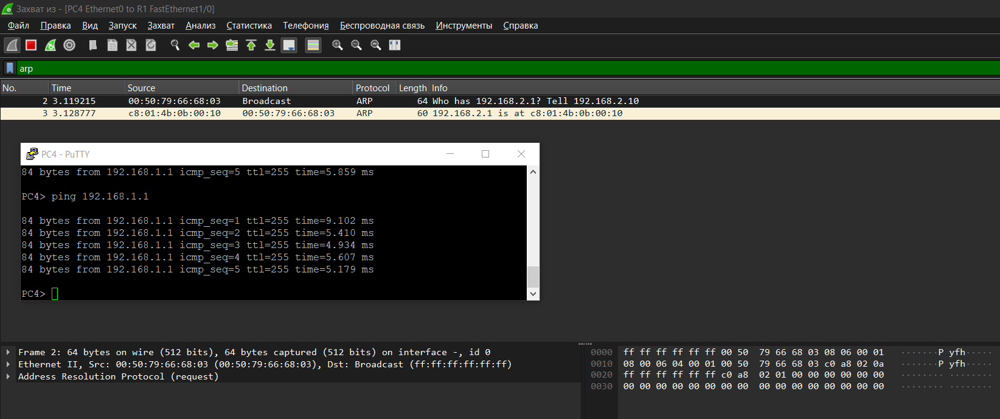 Захват из - [PC4 Ethernet0 to R1 FastEthernet1/0]
Файл Правка Вид Запуск Захват Анализ Статистика Телефония Беспроводная связь Инструменты Справка
arp
No. Time Source Destination Protocol Length Info
2 3.119215 00:50:79:66:68:03 Broadcast ARP 64 Who has 192.168.2.1? Tell 192.168.2.10
3 3.128777 c8:01:4b:0b:00:10 00:50:79:66:68:03 ARP 60 192.168.2.1 is at c8:01:4b:0b:00:10
PC4 - PuTTY
84 bytes from 192.168.1.1 icmp_seq=5 ttl=255 time=5.859 ms
PC4> ping 192.168.1.1
84 bytes from 192.168.1.1 icmp_seq=1 ttl=255 time=9.102 ms
84 bytes from 192.168.1.1 icmp_seq=2 ttl=255 time=5.410 ms
84 bytes from 192.168.1.1 icmp_seq=3 ttl=255 time=4.934 ms
84 bytes from 192.168.1.1 icmp_seq=4 ttl=255 time=5.607 ms
84 bytes from 192.168.1.1 icmp_seq=5 ttl=255 time=5.179 ms
PC4>
Frame 2: 64 bytes on wire (512 bits), 64 bytes captured (512 bits) on interface -, id 0
Ethernet II, Src: 00:50:79:66:68:03 (00:50:79:66:68:03), Dst: Broadcast (ff:ff:ff:ff:ff:ff)
Address Resolution Protocol (request)
0000 ff ff ff ff ff ff 00 50 79 66 68 03 08 06 00 01 ·······P yfh·····
0010 08 00 06 04 00 01 00 50 79 66 68 03 c0 a8 02 0a ·······P yfh·····
0020 ff ff ff ff ff ff c0 a8 02 01 00 00 00 00 00 00 ········ ········
0030 00 00 00 00 00 00 00 00 00 00 00 00 00 00 00 00 ········ ········